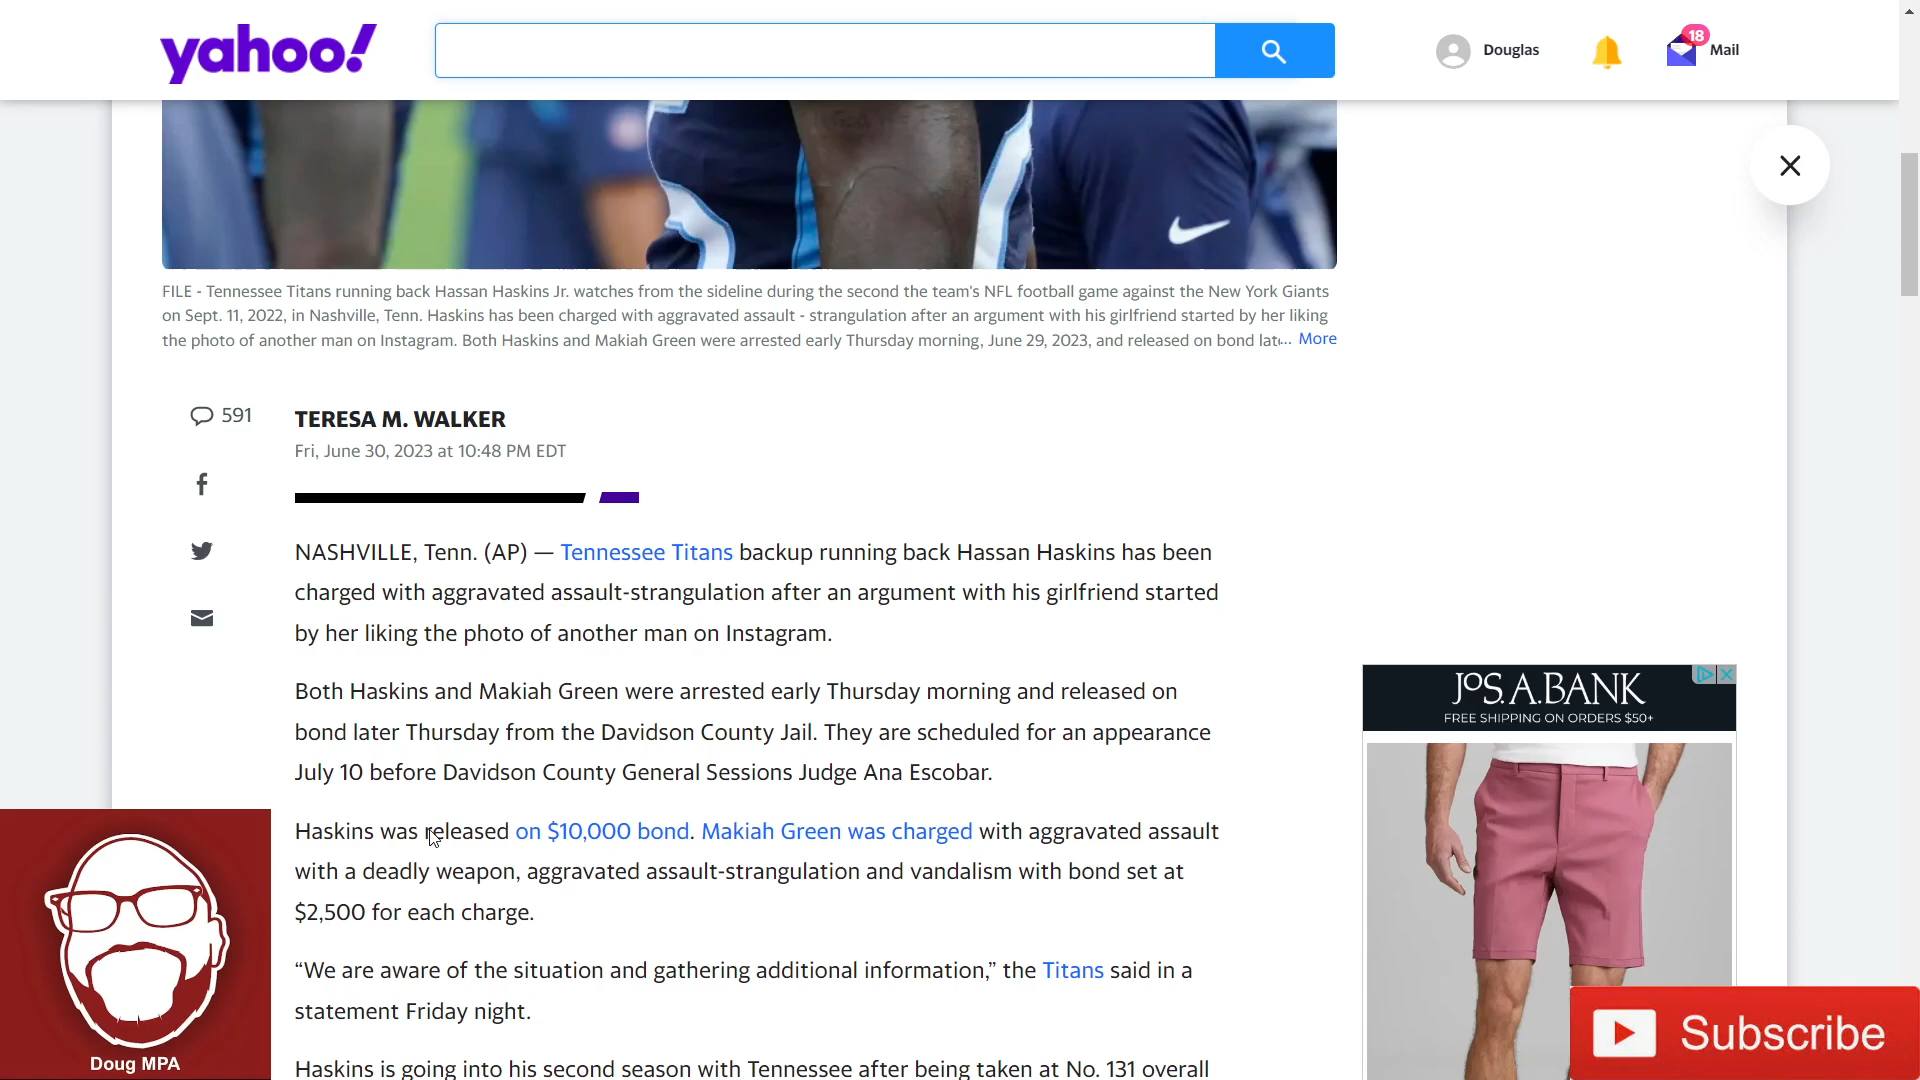 yahoo!
Douglas
18
Mail
FILE - Tennessee Titans running back Hassan Haskins Jr. watches from the sideline during the second the team's NFL football game against the New York Giants
on Sept. 11, 2022, in Nashville, Tenn. Haskins has been charged with aggravated assault - strangulation after an argument with his girlfriend started by her liking
the photo of another man on Instagram. Both Haskins and Makiah Green were arrested early Thursday morning, June 29, 2023, and released on bond late... More
591
TERESA M. WALKER
Fri, June 30, 2023 at 10:48 PM EDT
NASHVILLE, Tenn. (AP) — Tennessee Titans backup running back Hassan Haskins has been
charged with aggravated assault-strangulation after an argument with his girlfriend started
by her liking the photo of another man on Instagram.
Both Haskins and Makiah Green were arrested early Thursday morning and released on
bond later Thursday from the Davidson County Jail. They are scheduled for an appearance
July 10 before Davidson County General Sessions Judge Ana Escobar.
Haskins was released on $10,000 bond. Makiah Green was charged with aggravated assault
with a deadly weapon, aggravated assault-strangulation and vandalism with bond set at
$2,500 for each charge.
“We are aware of the situation and gathering additional information,” the Titans said in a
statement Friday night.
Haskins is going into his second season with Tennessee after being taken at No. 131 overall
JOS. A. BANK
FREE SHIPPING ON ORDERS $50+
Doug MPA
Subscribe